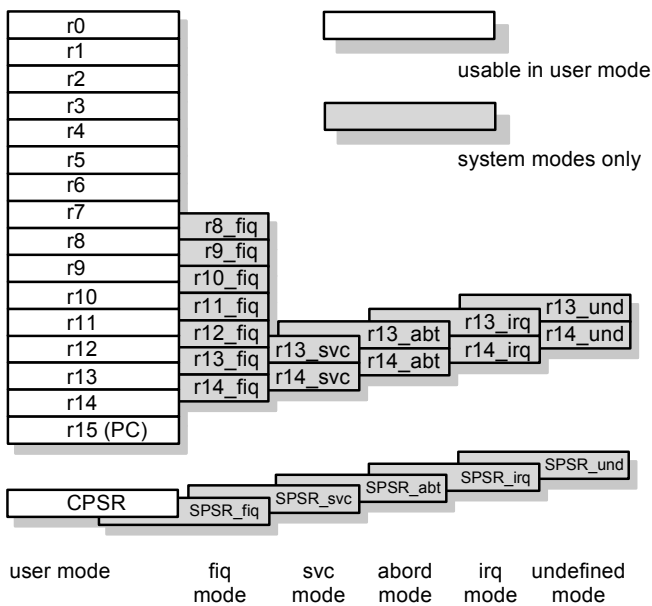 r0
r1
r2
r3
r4
r5
r6
r7
r8
r9
r10
r11
r12
r13
r14
r15 (PC)
usable in user mode
system modes only
r8_fiq
r9_fiq
r10_fiq
r11_fiq
r12_fiq
r13_fiq
r14_fiq
r13_svc
r14_svc
r13_abt
r14_abt
r13_irq
r14_irq
r13_und
r14_und
CPSR
SPSR_fiq
SPSR_svc
SPSR_abt
SPSR_irq
SPSR_und
user mode
fiq
mode
svc
mode
abord
mode
irq
mode
undefined
mode